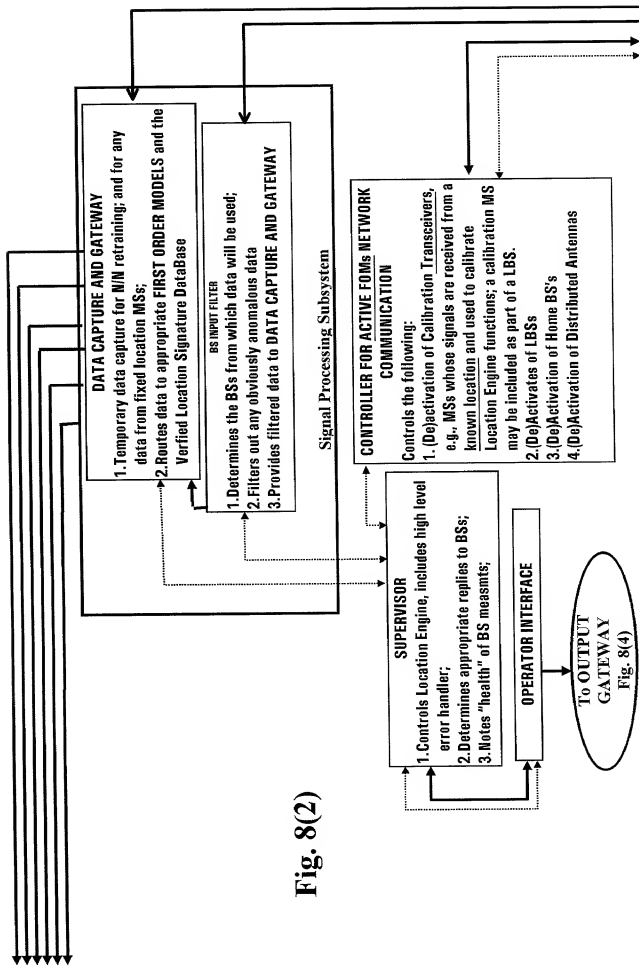 DATA CAPTURE AND GATEWAY
1.Temporary data capture for N/N retraining; and for any
data from fixed location MSs;
2.Routes data to appropriate FIRST ORDER MODELS and the
Verfied Location Signature DataBase
BS INPUT FILTER
1.Determines the BSs from which data will be used;
2.Filters out any obviously anomalous data
3.Provides filtered data to DATA CAPTURE AND GATEWAY
Signal Processing Subsystem
CONTROLLER FOR ACTIVE FOMs NETWORK
COMMUNICATION
Controls the following:
1. (De)activation of Calibration Transceivers,
e.g., MSs whose signals are received from a
known location and used to calibrate
Location Engine functions; a calibration MS
may be included as part of a LBS.
2.(De)Activates of LBSs
3.(De)Activation of Home BS's
4.(De)Activation of Distributed Antennas
SUPERVISOR
1.Controls Location Engine, includes high level
error handler;
2.Determines appropriate replies to BSs;
3.Notes "health" of BS measmts;
OPERATOR INTERFACE
To OUTPUT
GATEWAY
Fig. 8(4)
Fig. 8(2)